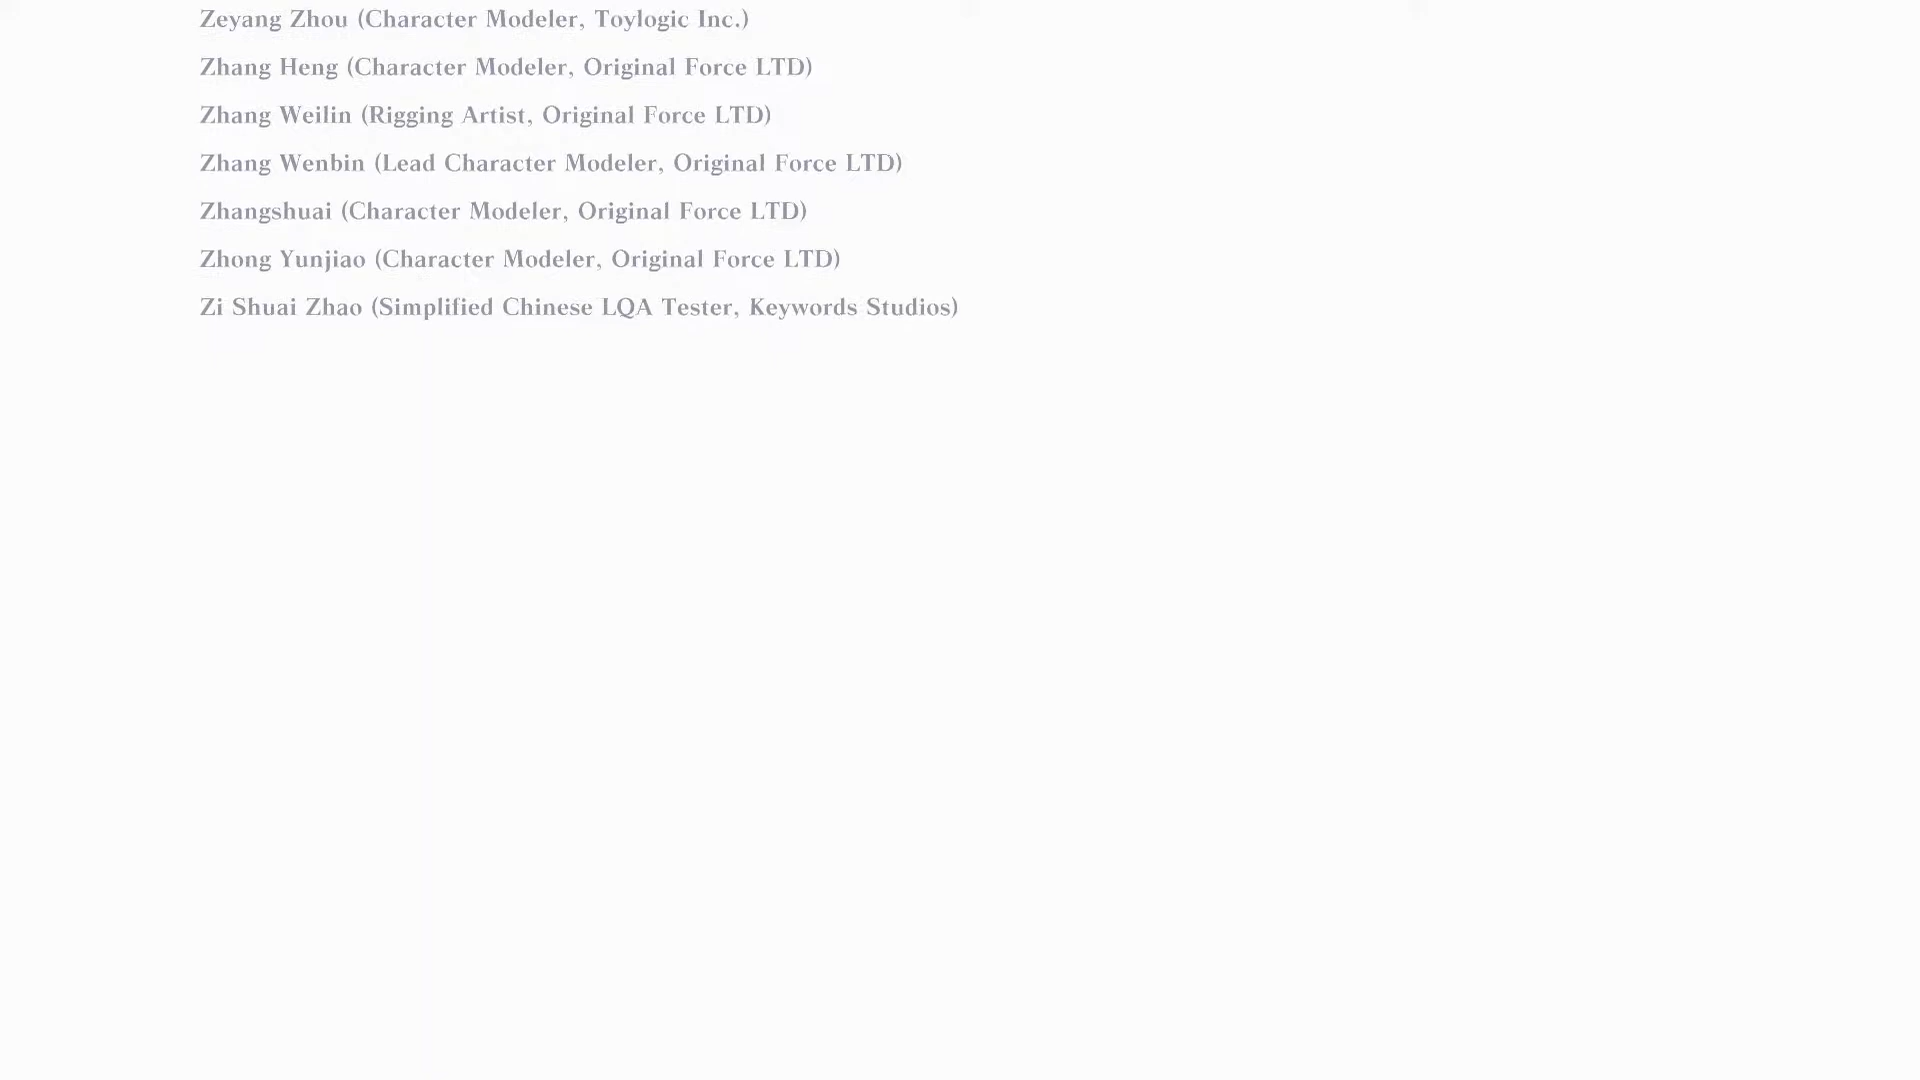 Zeyang Zhou (Character Modeler, Toylogic Inc.)
Zhang Heng (Character Modeler, Original Force LTD)
Zhang Weilin (Rigging Artist, Original Force LTD)
Zhang Wenbin (Lead Character Modeler, Original Force LTD)
Zhangshuai (Character Modeler, Original Force LTD)
Zhong Yunjiao (Character Modeler, Original Force LTD)
Zi Shuai Zhao (Simplified Chinese LQA Tester, Keywords Studios)